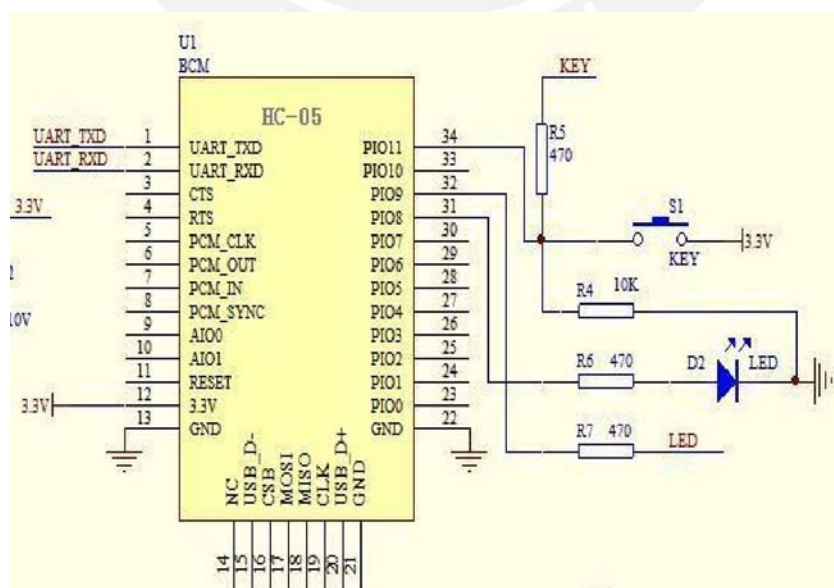 U1
BCM
HC-05
UART_TXD 1 UART_TXD
UART_RXD 2 UART_RXD
3 CTS
3.3V 4 RTS
5 PCM_CLK
6 PCM_OUT
7 PCM_IN
8 PCM_SYNC
9 AIO0
10 AIO1
11 RESET
3.3V 12 3.3V
13 GND
PIO11 34
PIO10 33
PIO9 32
PIO8 31
PIO7 30
PIO6 29
PIO5 28
PIO4 27
PIO3 26
PIO2 25
PIO1 24
PIO0 23
GND 22
NC USB_D- CSB MOSI MISO CLK USB_D+ GND
14 15 16 17 18 19 20 21
KEY
R5
470
S1
KEY
3.3V
R4 10K
R6 470 D2 LED
R7 470 LED